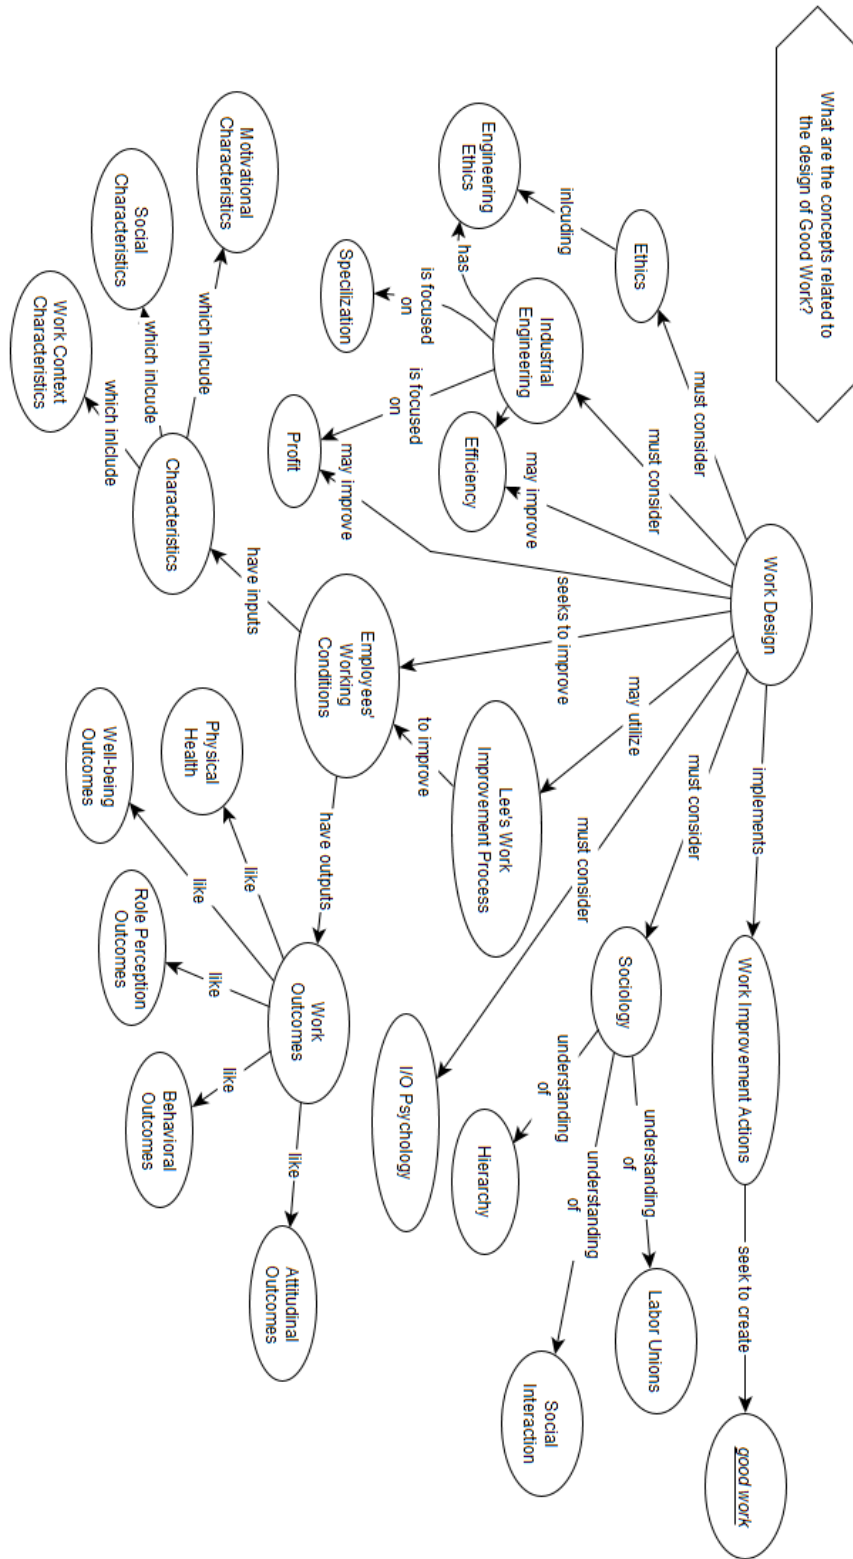 What are the concepts related to
the design of Good Work?
Work Design
must consider
Ethics
inlcuding
Engineering
Ethics
must consider
Industrial
Engineering
has
is focused
on
Specilization
is focused
on
Profit
Efficiency
may improve
may improve
seeks to improve
Employees'
Working
Conditions
have inputs
Characteristics
which inlcude
Motivational
Characteristics
which inlcude
Social
Characteristics
which inlclude
Work Context
Characteristics
may utilize
Lee's Work
Improvement Process
to improve
have outputs
Work
Outcomes
like
Physical
Health
like
Well-being
Outcomes
like
Role Perception
Outcomes
like
Behavioral
Outcomes
like
Attitudinal
Outcomes
must consider
I/O Psychology
must consider
Sociology
understanding
of
Hierarchy
understanding
of
Social
Interaction
understanding
of
Labor Unions
implements
Work Improvement Actions
seek to create
good work